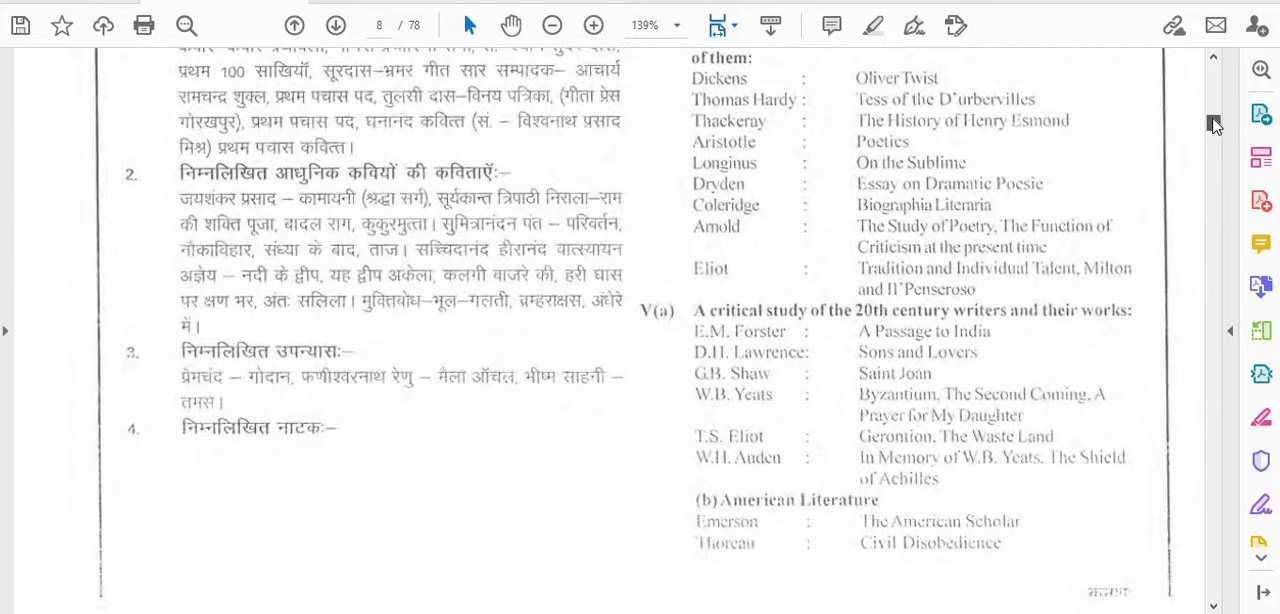 8 / 78
139%
प्रथम 100 साखियाँ, सूरदास–भ्रमर गीत सार सम्पादक– आचार्य
रामचन्द्र शुक्ल, प्रथम पचास पद, तुलसी दास–विनय पत्रिका, (गीता प्रेस
गोरखपुर), प्रथम पचास पद, घनानंद कवित्त (सं. – विश्वनाथ प्रसाद
मिश्र) प्रथम पचास कवित्त।
2. निम्नलिखित आधुनिक कवियों की कविताएँ:–
जयशंकर प्रसाद – कामायनी (श्रद्धा सर्ग), सूर्यकान्त त्रिपाठी निराला–राम
की शक्ति पूजा, बादल राग, कुकुरमुत्ता। सुमित्रानंदन पंत – परिवर्तन,
नौकाविहार, संध्या के बाद, ताज। सच्चिदानंद हीरानंद वात्स्यायन
अज्ञेय – नदी के द्वीप, यह द्वीप अकेला, कलगी बाजरे की, हरी घास
पर क्षण भर, अंतः सलिला। मुक्तिबोध–भूल–गलती, ब्रम्हराक्षस, अंधेरे
में।
3. निम्नलिखित उपन्यास:–
प्रेमचंद – गोदान, फणीश्वरनाथ रेणु – मैला आँचल, भीष्म साहनी –
तमस।
4. निम्नलिखित नाटक:–
of them:
Dickens : Oliver Twist
Thomas Hardy : Tess of the D'urbervilles
Thackeray : The History of Henry Esmond
Aristotle : Poetics
Longinus : On the Sublime
Dryden : Essay on Dramatic Poesie
Coleridge : Biographia Literaria
Arnold : The Study of Poetry, The Function of
Criticism at the present time
Eliot : Tradition and Individual Talent, Milton
and Il'Penseroso
V(a) A critical study of the 20th century writers and their works:
E.M. Forster : A Passage to India
D.H. Lawrence: Sons and Lovers
G.B. Shaw : Saint Joan
W.B. Yeats : Byzantium, The Second Coming, A
Prayer for My Daughter
T.S. Eliot : Gerontion, The Waste Land
W.H. Auden : In Memory of W.B. Yeats. The Shield
of Achilles
(b) American Literature
Emerson : The American Scholar
Thoreau : Civil Disobedience